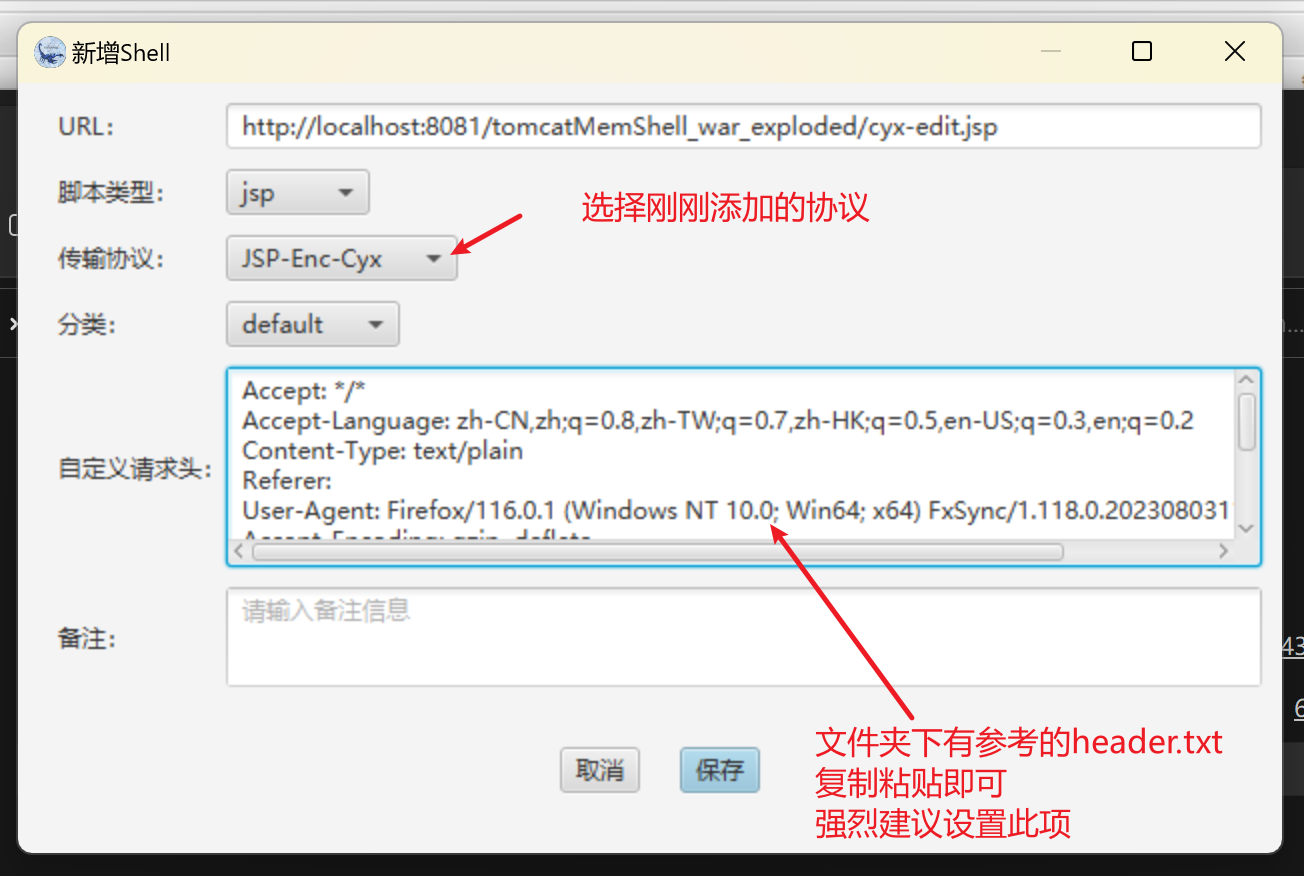 新增Shell
URL:
http://localhost:8081/tomcatMemShell_war_exploded/cyx-edit.jsp
脚本类型:
jsp
选择刚刚添加的协议
传输协议:
JSP-Enc-Cyx
分类:
default
自定义请求头:
Accept: */*
Accept-Language: zh-CN,zh;q=0.8,zh-TW;q=0.7,zh-HK;q=0.5,en-US;q=0.3,en;q=0.2
Content-Type: text/plain
Referer:
User-Agent: Firefox/116.0.1 (Windows NT 10.0; Win64; x64) FxSync/1.118.0.202308031
Accept-Encoding: gzip, deflate
备注:
请输入备注信息
取消
保存
文件夹下有参考的header.txt
复制粘贴即可
强烈建议设置此项
43
6